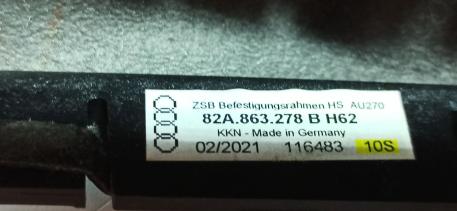 ZSB Befestigungsrahmen HS AU270
82A.863.278 B H62
KKN - Made in Germany
02/2021 116483 10S